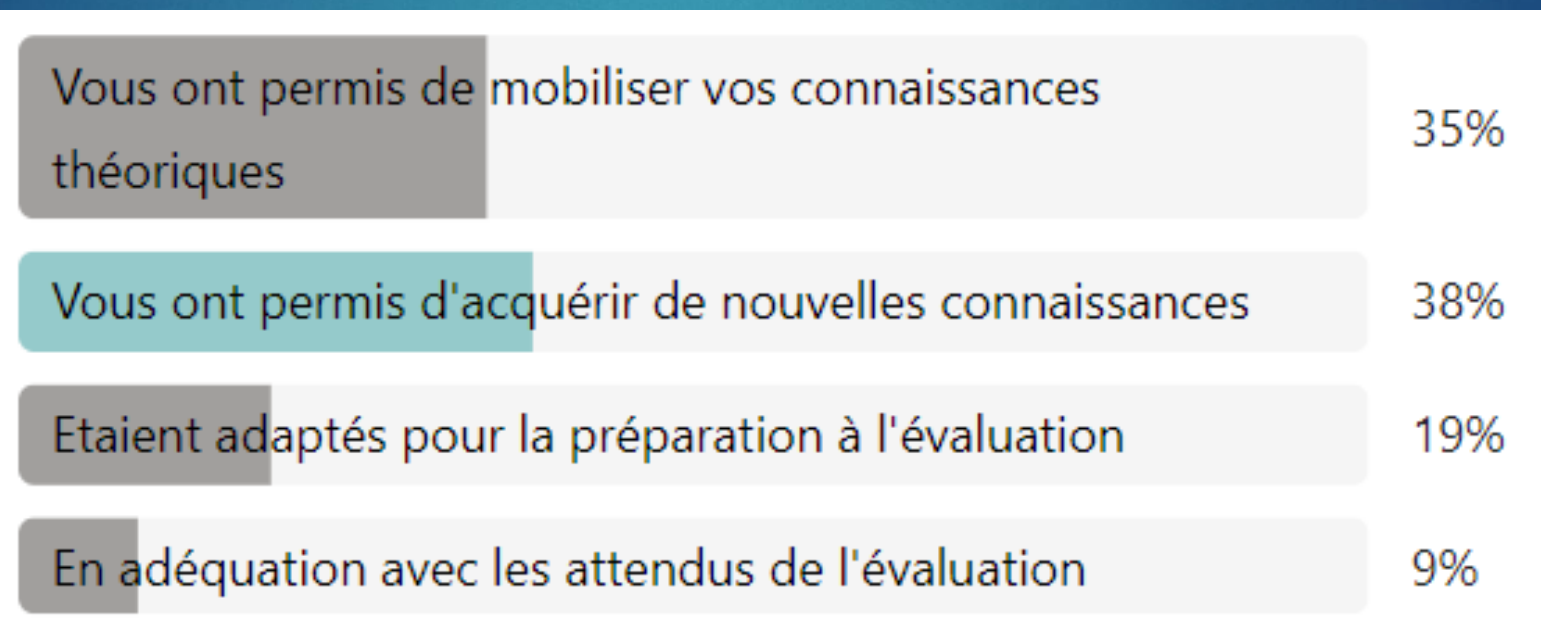 Vous ont permis de mobiliser vos connaissances
théoriques
35%
Vous ont permis d'acquérir de nouvelles connaissances
38%
Etaient adaptés pour la préparation à l'évaluation
19%
En adéquation avec les attendus de l'évaluation
9%